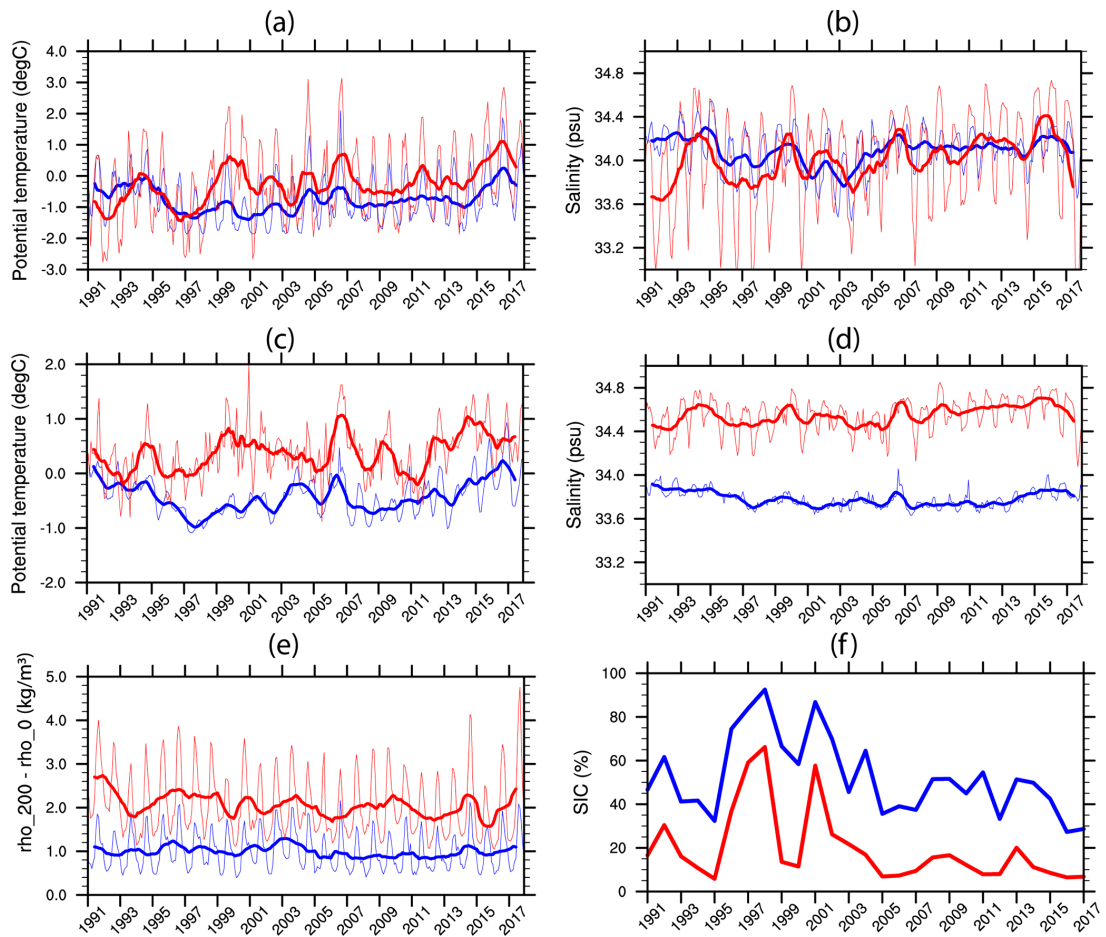 (a)
Potential temperature (degC)
4.0
3.0
2.0
1.0
0.0
-1.0
-2.0
-3.0
1991 1993 1995 1997 1999 2001 2003 2005 2007 2009 2011 2013 2015 2017
(b)
Salinity (psu)
34.8
34.4
34.0
33.6
33.2
1991 1993 1995 1997 1999 2001 2003 2005 2007 2009 2011 2013 2015 2017
(c)
Potential temperature (degC)
2.0
1.0
0.0
-1.0
-2.0
1991 1993 1995 1997 1999 2001 2003 2005 2007 2009 2011 2013 2015 2017
(d)
Salinity (psu)
34.8
34.4
34.0
33.6
33.2
1991 1993 1995 1997 1999 2001 2003 2005 2007 2009 2011 2013 2015 2017
(e)
rho_200 - rho_0 (kg/m³)
5.0
4.0
3.0
2.0
1.0
0.0
1991 1993 1995 1997 1999 2001 2003 2005 2007 2009 2011 2013 2015 2017
(f)
SIC (%)
100
80
60
40
20
0
1991 1993 1995 1997 1999 2001 2003 2005 2007 2009 2011 2013 2015 2017